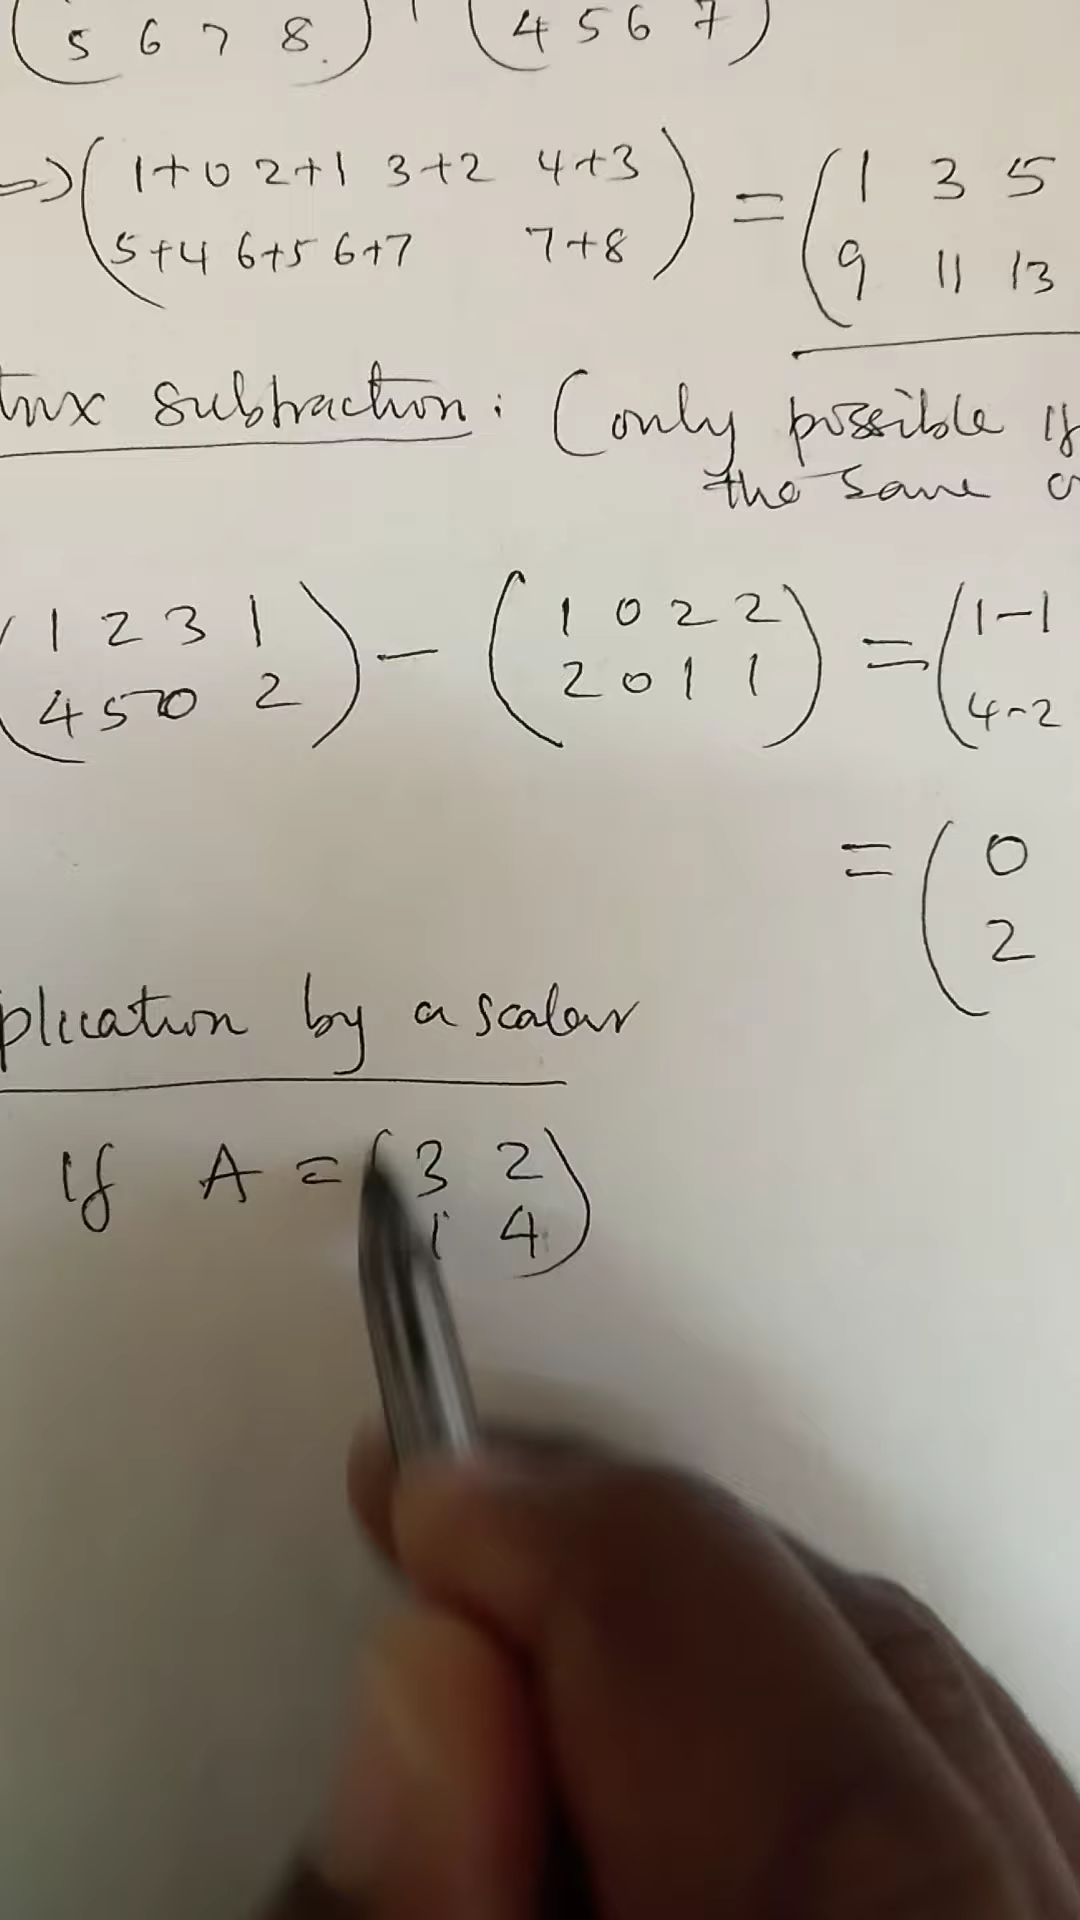 5 6 7 8 4 5 6 7
=> ( 1+0 2+1 3+2 4+3 ) = ( 1 3 5
5+4 6+5 6+7 7+8 9 11 13
subtraction : ( only possible if
the same
1 2 3 1 ) - ( 1 0 2 2 ) = ( 1-1
4 5 0 2 2 0 1 1 4-2
= ( 0
2
plication by a scalar
If A = ( 3 2 )
1 4